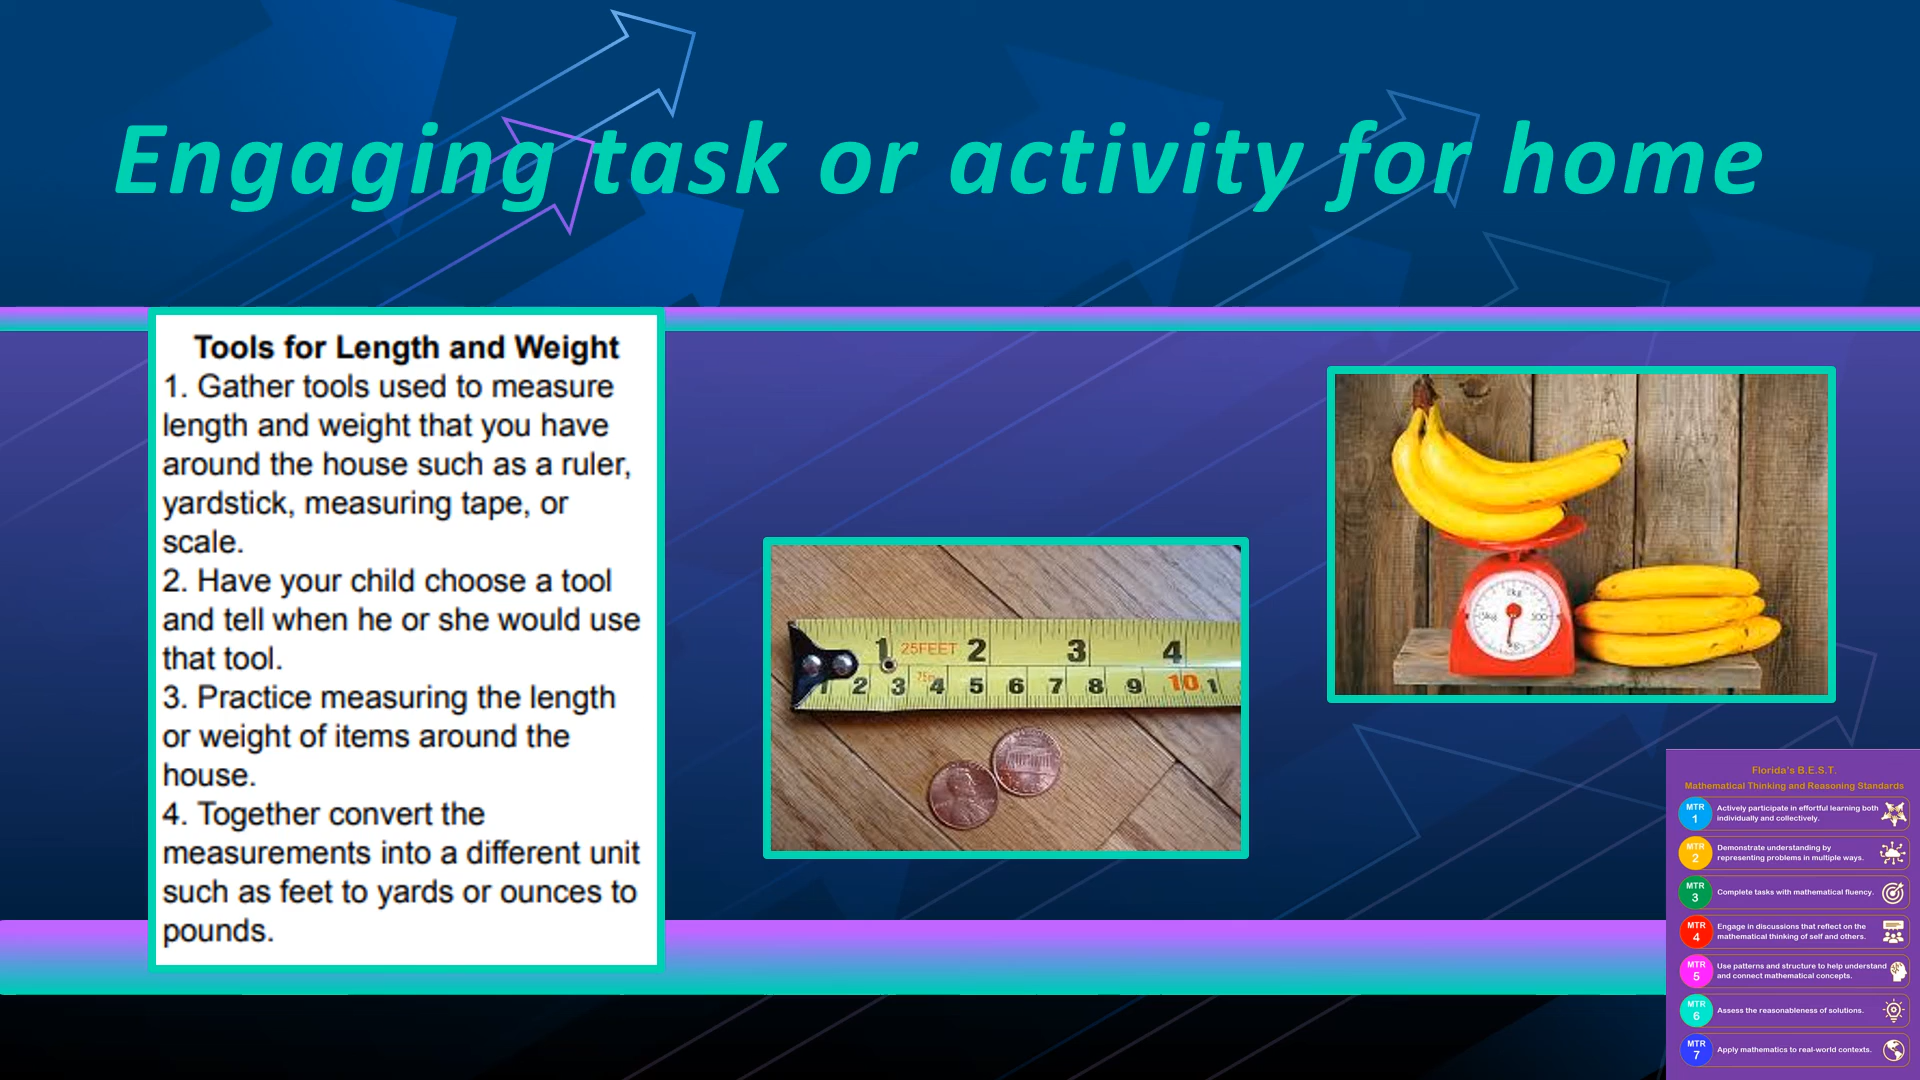 Engaging task or activity for home
Tools for Length and Weight
1. Gather tools used to measure
length and weight that you have
around the house such as a ruler,
yardstick, measuring tape, or
scale.
2. Have your child choose a tool
and tell when he or she would use
that tool.
3. Practice measuring the length
or weight of items around the
house.
4. Together convert the
measurements into a different unit
such as feet to yards or ounces to
pounds.
1 25FEET 2 3 4
1 2 3 4 5 6 7 8 9 10 1
Florida's B.E.S.T.
Mathematical Thinking and Reasoning Standards
MTR
1
Actively participate in effortful learning both
individually and collectively.
MTR
2
Demonstrate understanding by
representing problems in multiple ways.
MTR
3
Complete tasks with mathematical fluency.
MTR
4
Engage in discussions that reflect on the
mathematical thinking of self and others.
MTR
5
Use patterns and structure to help understand
and connect mathematical concepts.
MTR
6
Assess the reasonableness of solutions.
MTR
7
Apply mathematics to real-world contexts.